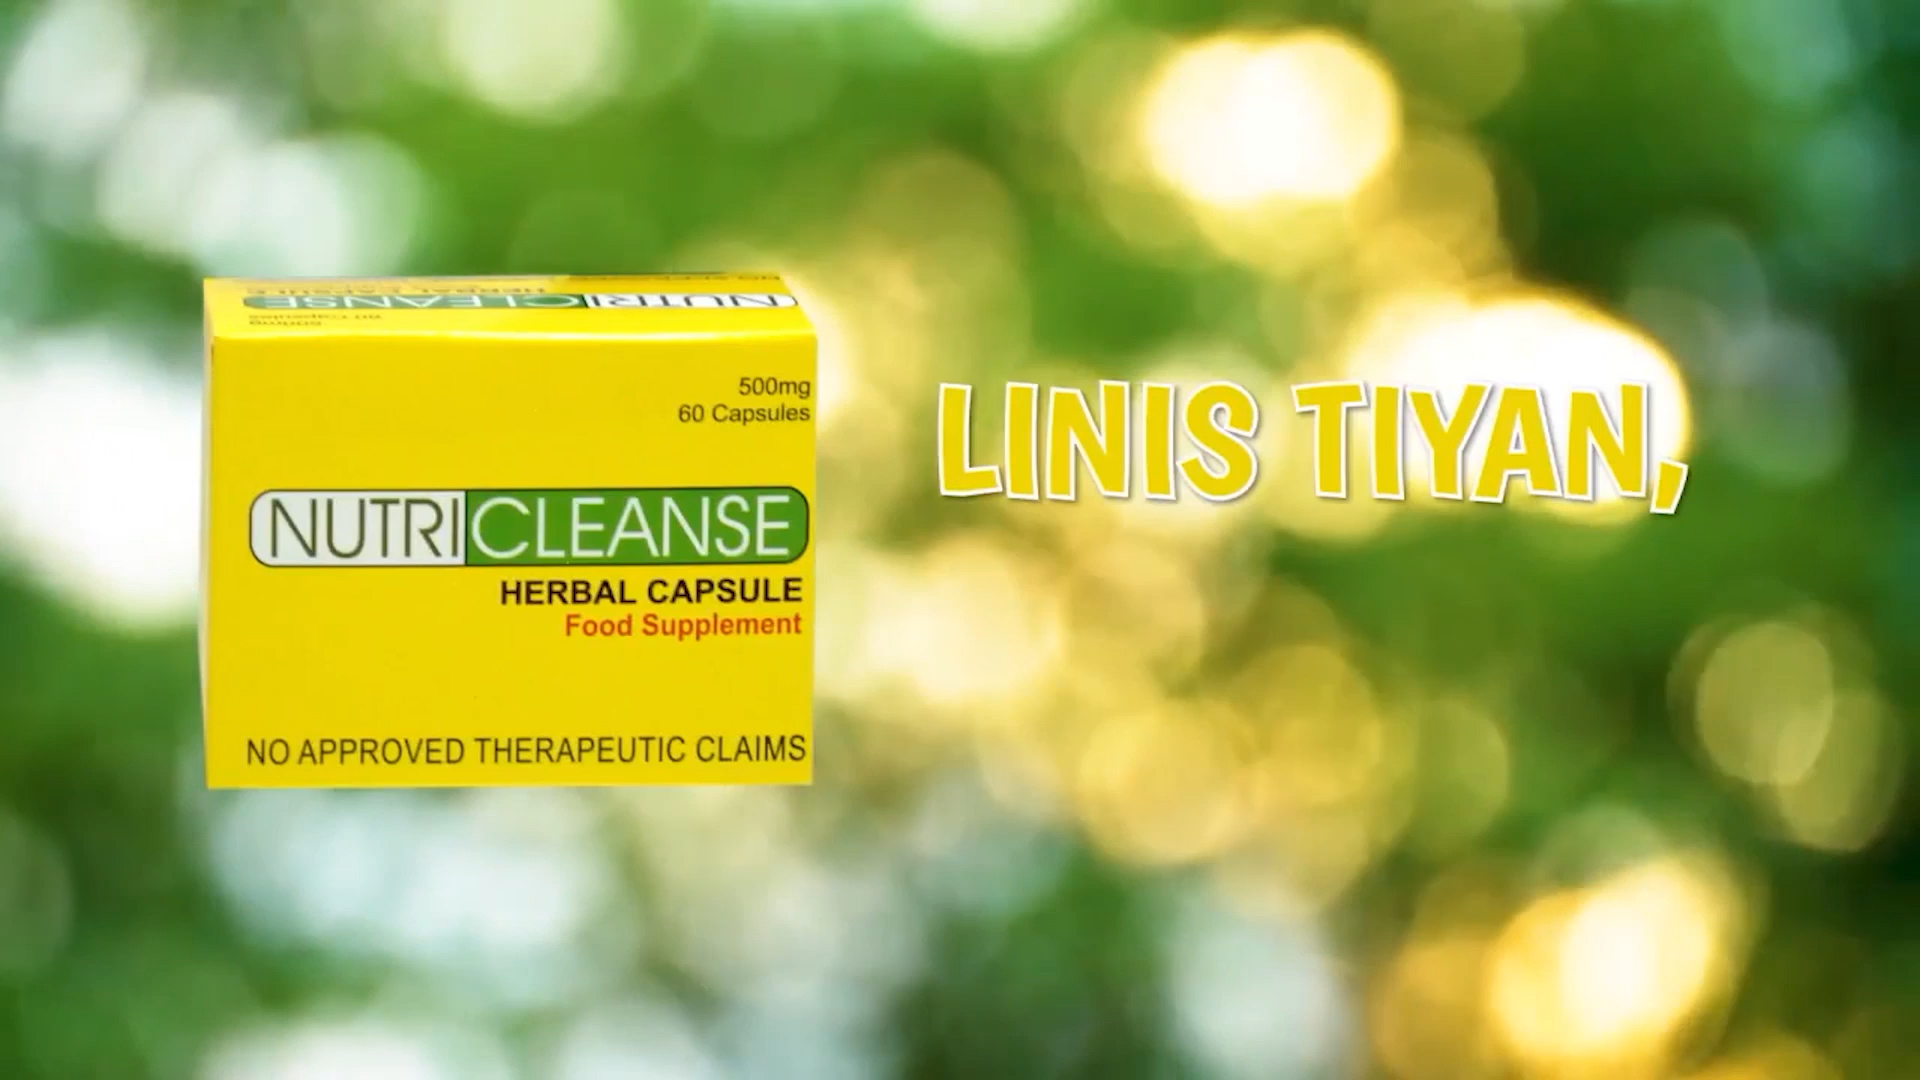 500mg
60 Capsules
NUTRICLEANSE
HERBAL CAPSULE
Food Supplement
NO APPROVED THERAPEUTIC CLAIMS
LINIS TIYAN,